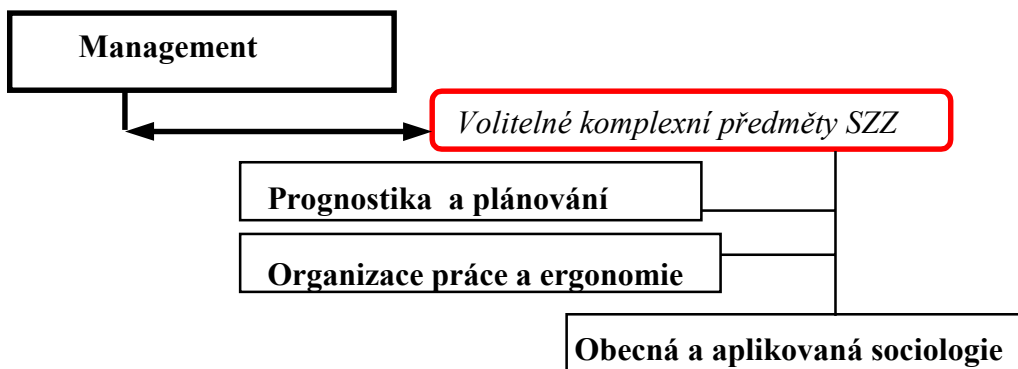 Management
Volitelné komplexní předměty SZZ
Prognostika a plánování
Organizace práce a ergonomie
Obecná a aplikovaná sociologie